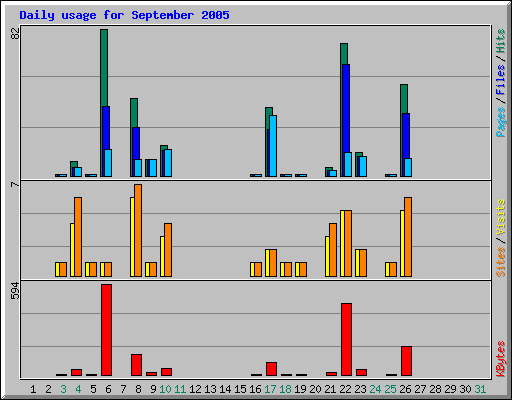 Daily usage for September 2005
82
Pages / Files / Hits
7
Sites / Visits
594
KBytes
1 2 3 4 5 6 7 8 9 10 11 12 13 14 15 16 17 18 19 20 21 22 23 24 25 26 27 28 29 30 31